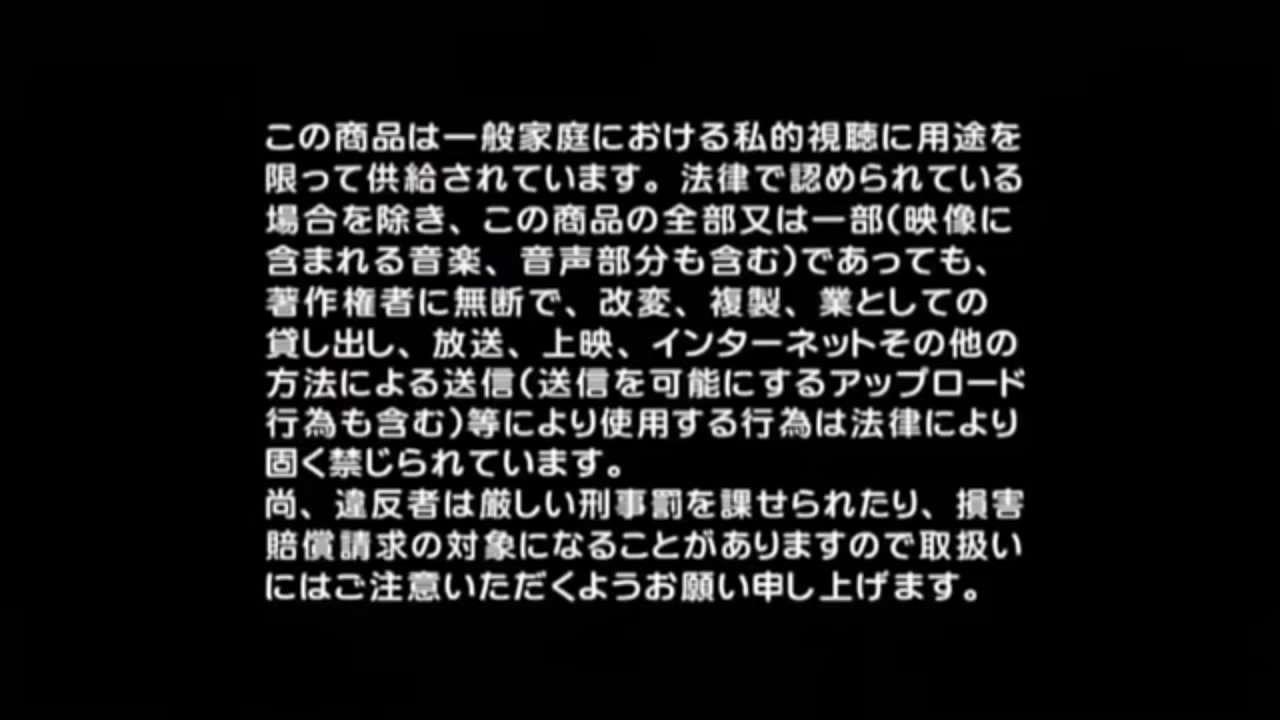 この商品は一般家庭における私的視聴に用途を
限って供給されています。法律で認められている
場合を除き、この商品の全部又は一部(映像に
含まれる音楽、音声部分も含む)であっても、
著作権者に無断で、改変、複製、業としての
貸し出し、放送、上映、インターネットその他の
方法による送信(送信を可能にするアップロード
行為も含む)等により使用する行為は法律により
固く禁じられています。
尚、違反者は厳しい刑事罰を課せられたり、損害
賠償請求の対象になることがありますので取扱い
にはご注意いただくようお願い申し上げます。